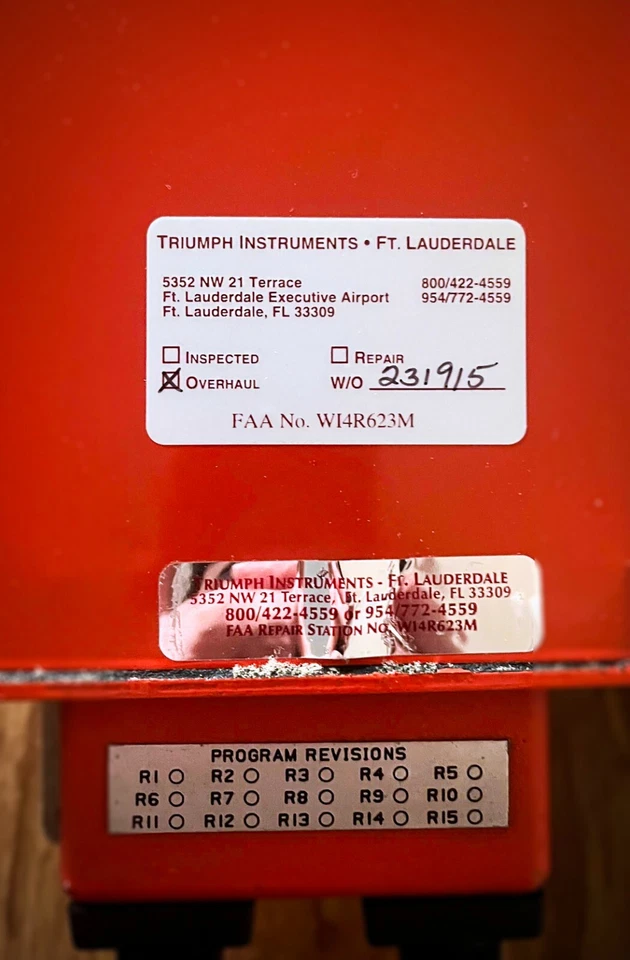 TRIUMPH INSTRUMENTS • FT. LAUDERDALE
5352 NW 21 Terrace 800/422-4559
Ft. Lauderdale Executive Airport 954/772-4559
Ft. Lauderdale, FL 33309
☐ INSPECTED ☐ REPAIR
☒ OVERHAUL W/O 231915
FAA No. WI4R623M
TRIUMPH INSTRUMENTS - FT. LAUDERDALE
5352 NW 21 Terrace, Ft. Lauderdale, FL 33309
800/422-4559 or 954/772-4559
FAA REPAIR STATION NO. WI4R623M
PROGRAM REVISIONS
R1 ○ R2 ○ R3 ○ R4 ○ R5 ○
R6 ○ R7 ○ R8 ○ R9 ○ R10 ○
R11 ○ R12 ○ R13 ○ R14 ○ R15 ○